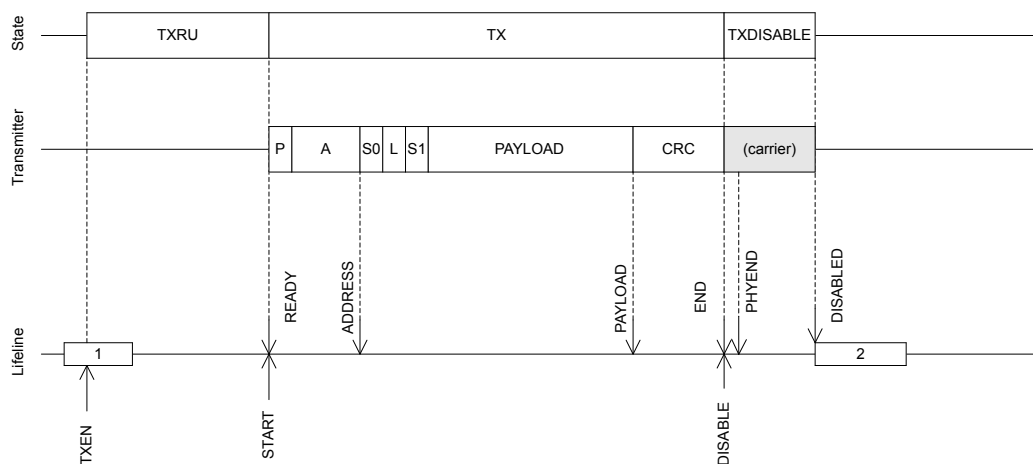 State
TXRU
TX
TXDISABLE
Transmitter
P
A
S0
L
S1
PAYLOAD
CRC
(carrier)
READY
ADDRESS
PAYLOAD
END
PHYEND
DISABLED
Lifeline
1
2
TXEN
START
DISABLE